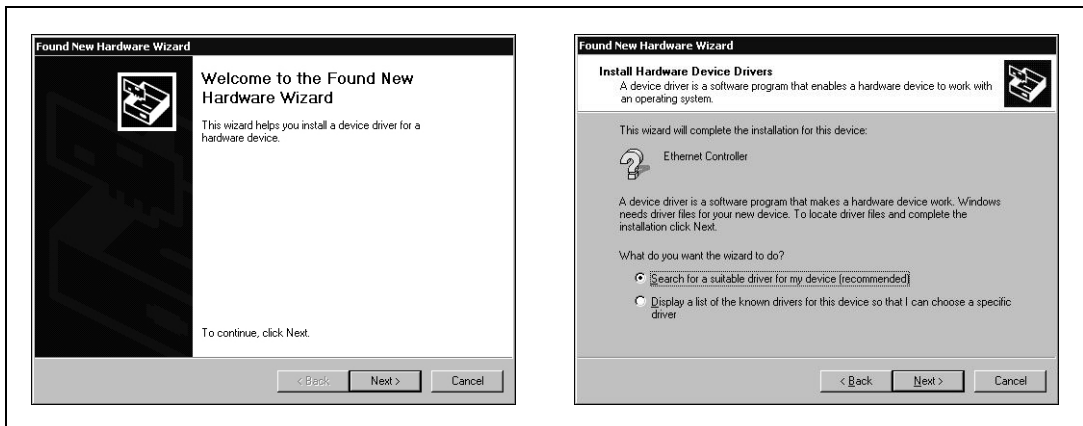 Found New Hardware Wizard
Welcome to the Found New
Hardware Wizard
This wizard helps you install a device driver for a
hardware device.
To continue, click Next.
< Back
Next >
Cancel
Found New Hardware Wizard
Install Hardware Device Drivers
A device driver is a software program that enables a hardware device to work with
an operating system.
This wizard will complete the installation for this device:
Ethernet Controller
A device driver is a software program that makes a hardware device work. Windows
needs driver files for your new device. To locate driver files and complete the
installation click Next.
What do you want the wizard to do?
Search for a suitable driver for my device (recommended)
Display a list of the known drivers for this device so that I can choose a specific
driver
< Back
Next >
Cancel